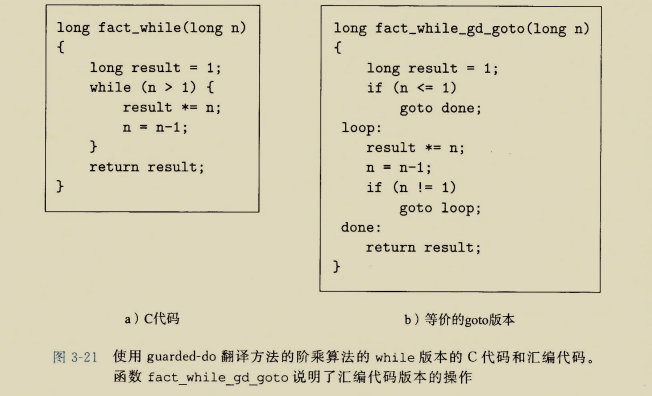 long fact_while(long n)
{
    long result = 1;
    while (n > 1) {
        result *= n;
        n = n-1;
    }
    return result;
}
a）C代码
long fact_while_gd_goto(long n)
{
    long result = 1;
    if (n <= 1)
        goto done;
 loop:
    result *= n;
    n = n-1;
    if (n != 1)
        goto loop;
 done:
    return result;
}
b）等价的goto版本
图 3-21 使用 guarded-do 翻译方法的阶乘算法的 while 版本的 C 代码和汇编代码。
函数 fact_while_gd_goto 说明了汇编代码版本的操作